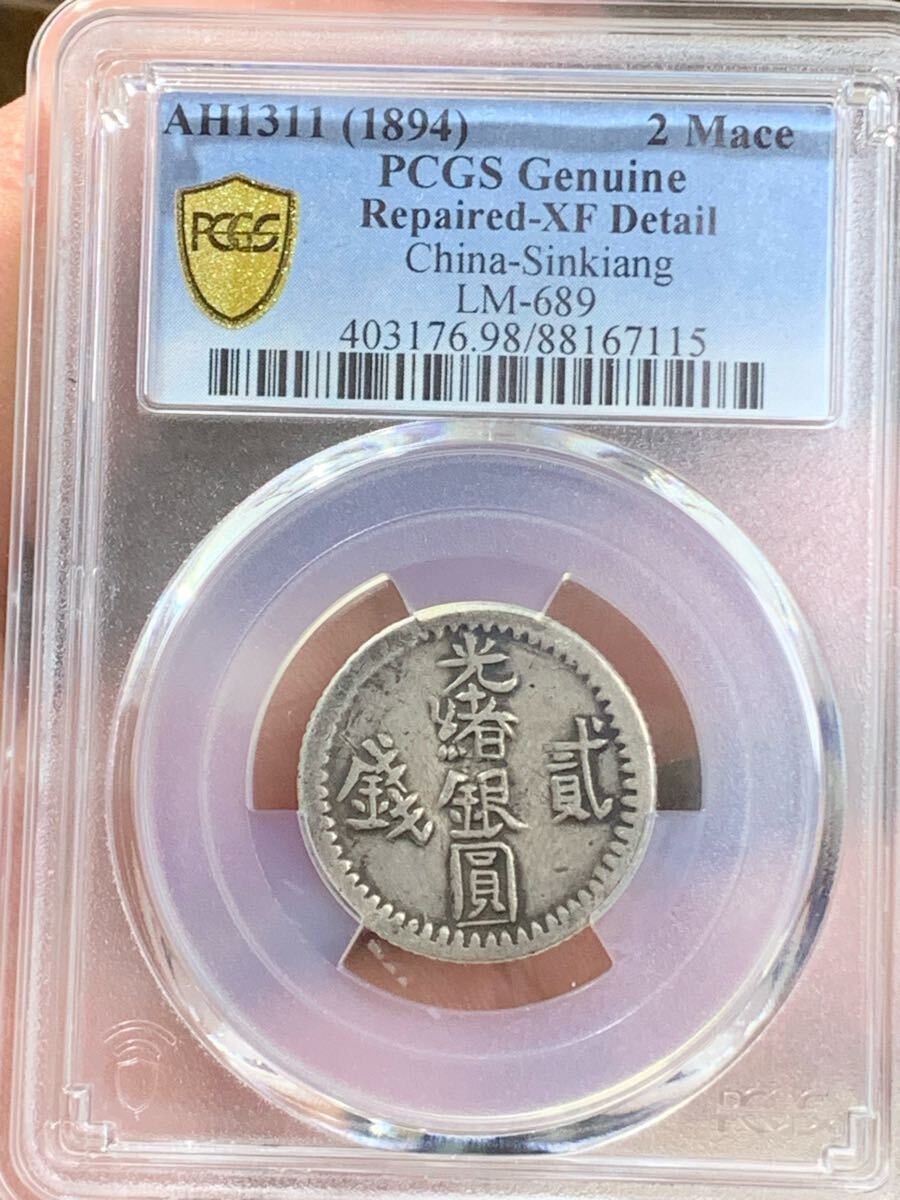 AH1311 (1894) 2 Mace
PCGS Genuine
Repaired-XF Detail
China-Sinkiang
LM-689
403176.98/88167115
PCGS
光緒銀圓
貳錢
PCGS